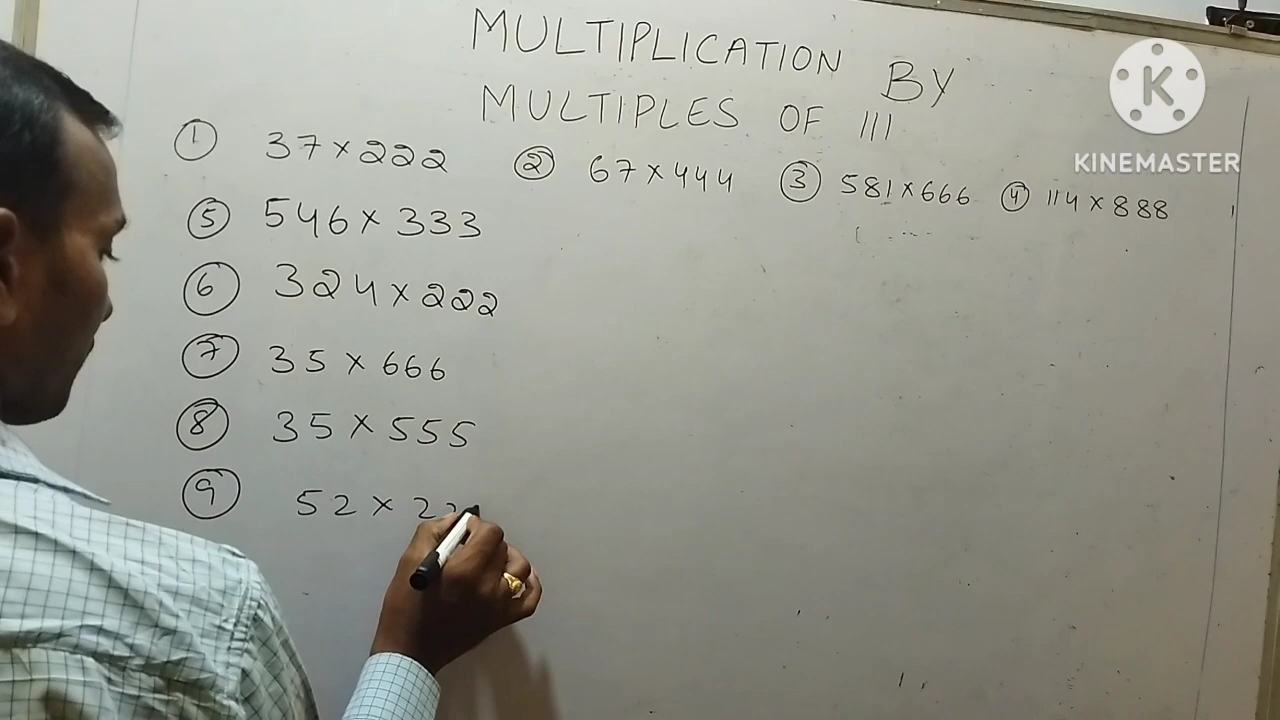 MULTIPLICATION BY
MULTIPLES OF 111
① 37×222 ② 67×444 ③ 581×666 ④ 114×888
⑤ 546×333
⑥ 324×222
⑦ 35×666
⑧ 35×555
⑨ 52×22
K
KINEMASTER